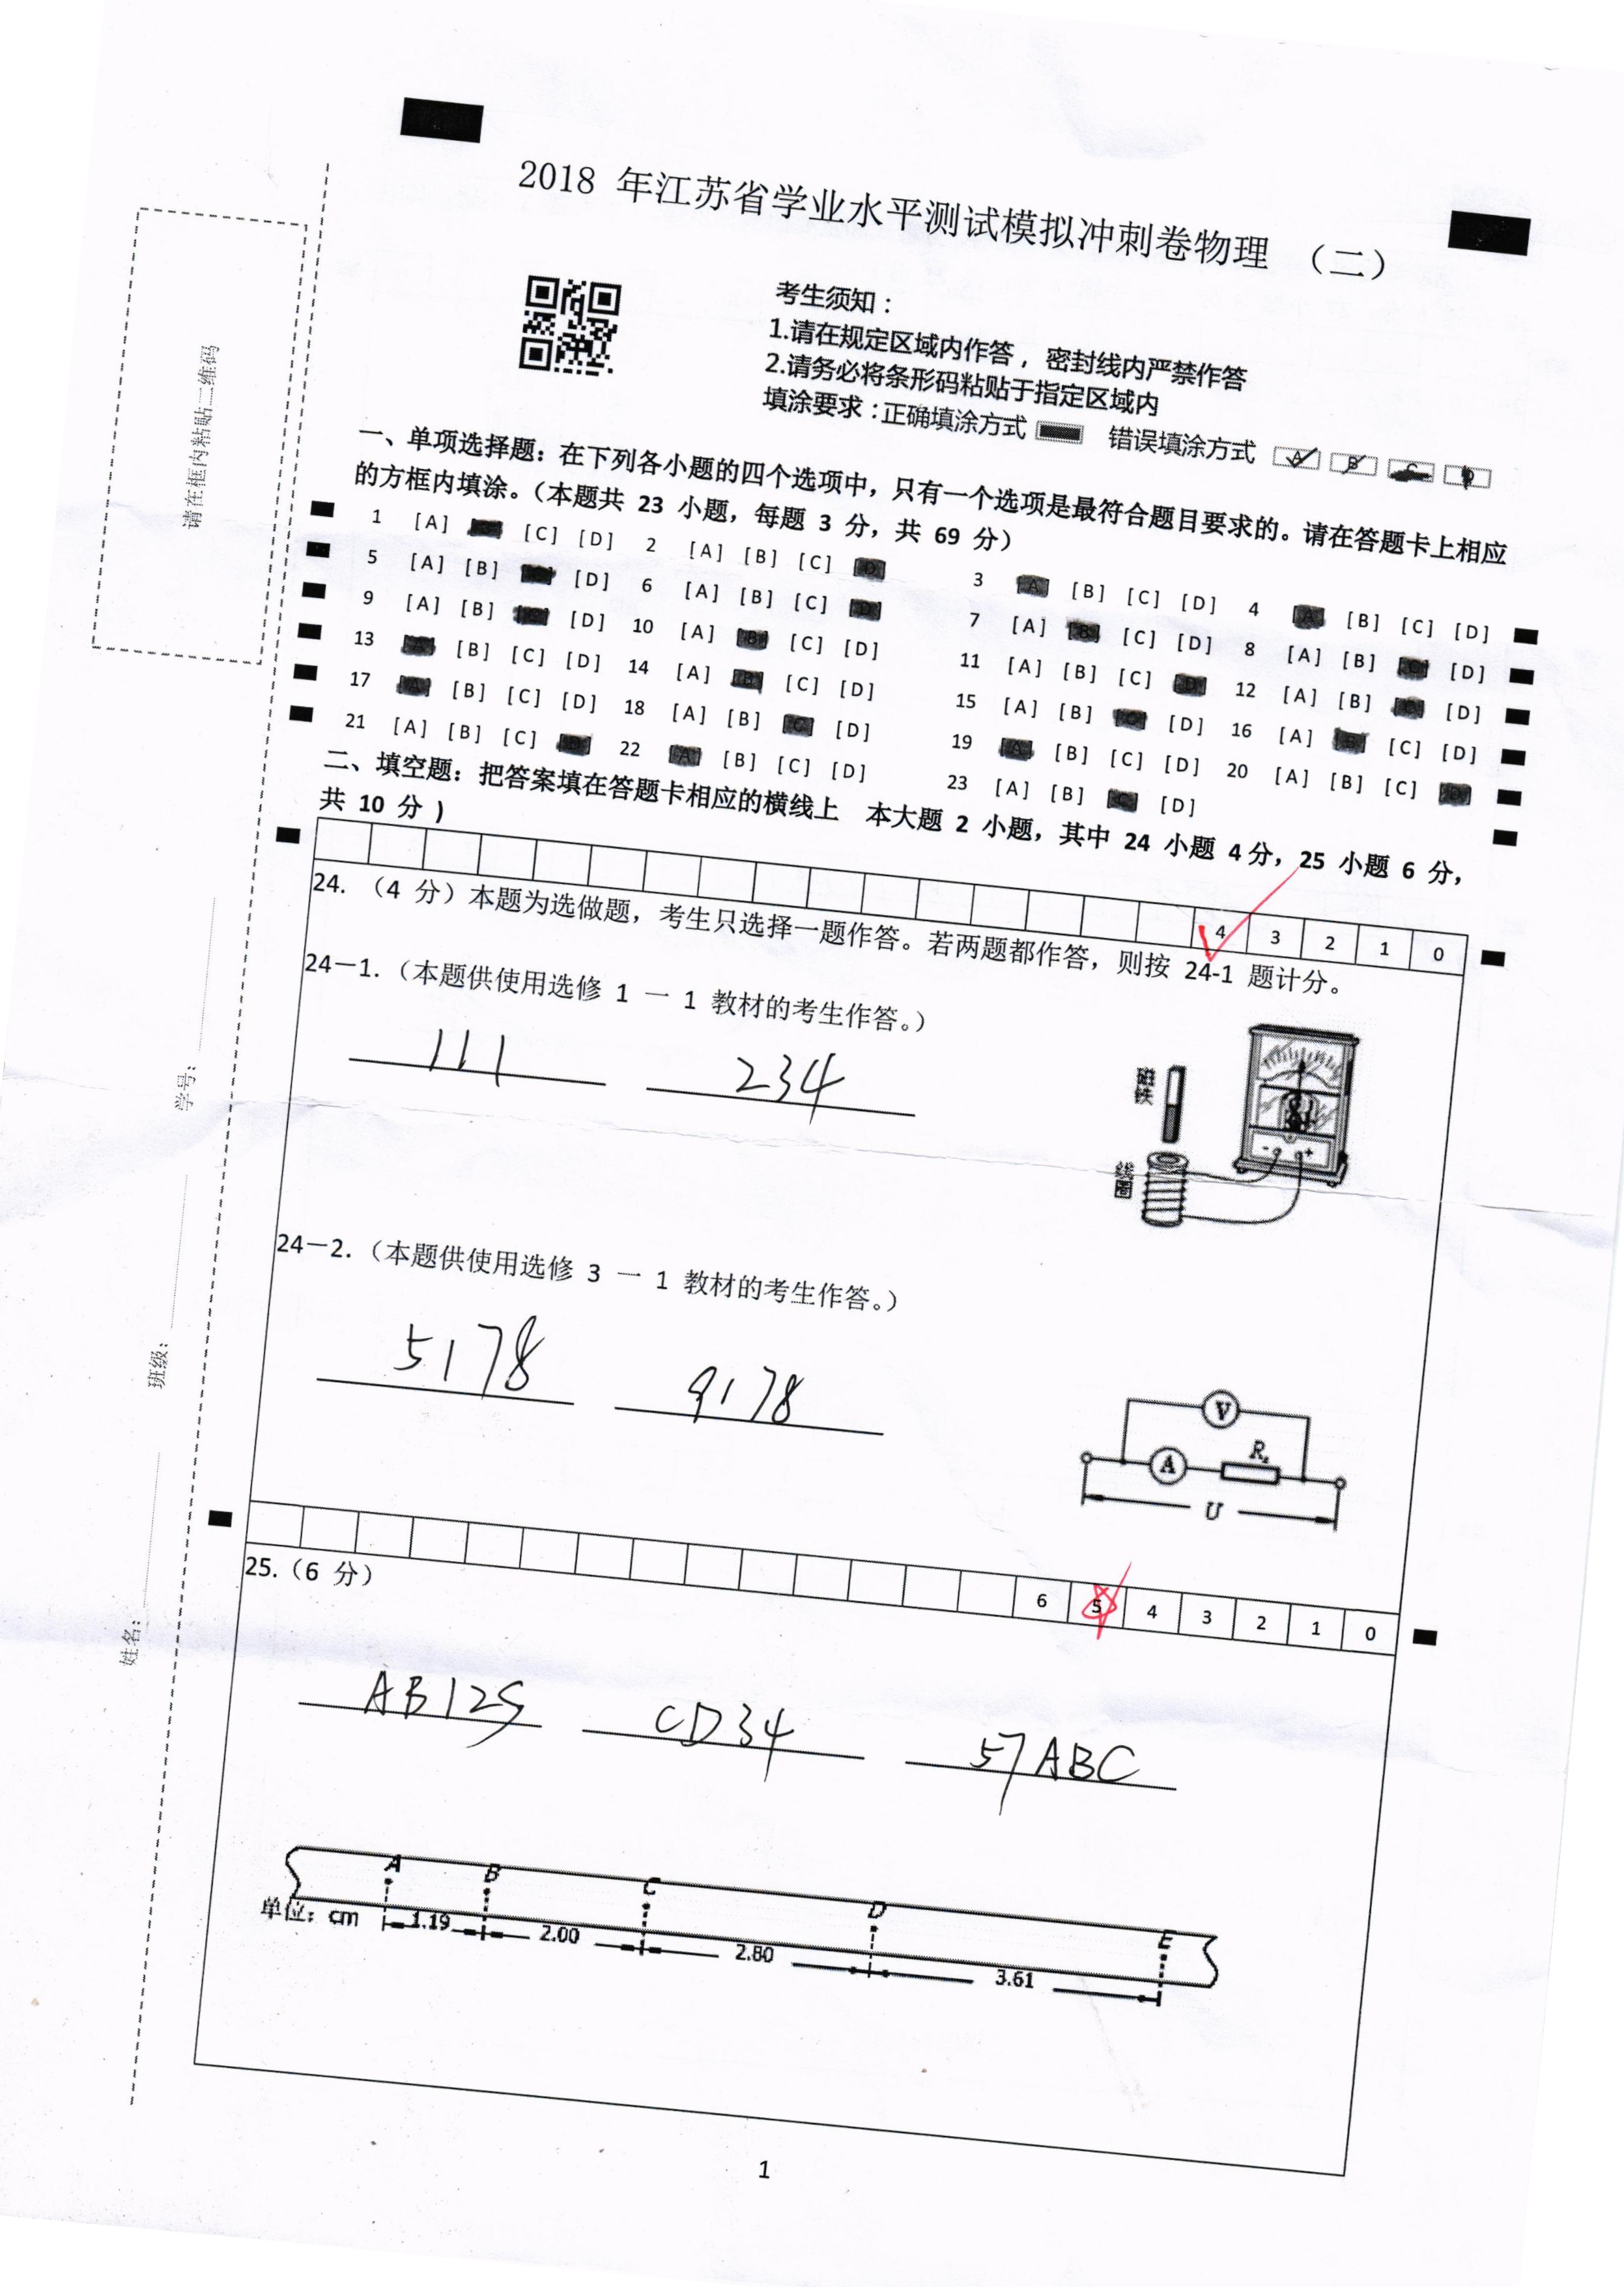 2018 年江苏省学业水平测试模拟冲刺卷物理 （二）
考生须知：
1.请在规定区域内作答，密封线内严禁作答
2.请务必将条形码粘贴于指定区域内
填涂要求：正确填涂方式 错误填涂方式 A B C D
请在框内粘贴二维码
一、单项选择题：在下列各小题的四个选项中，只有一个选项是最符合题目要求的。请在答题卡上相应
的方框内填涂。（本题共 23 小题，每题 3 分，共 69 分）
1 [A] [C] [D] 2 [A] [B] [C] [D] 3 [A] [B] [C] [D] 4 [A] [B] [C] [D]
5 [A] [B] [C] [D] 6 [A] [B] [C] [D] 7 [A] [B] [C] [D] 8 [A] [B] [C] [D]
9 [A] [B] [C] [D] 10 [A] [B] [C] [D] 11 [A] [B] [C] [D] 12 [A] [B] [C] [D]
13 [A] [B] [C] [D] 14 [A] [B] [C] [D] 15 [A] [B] [C] [D] 16 [A] [B] [C] [D]
17 [A] [B] [C] [D] 18 [A] [B] [C] [D] 19 [A] [B] [C] [D] 20 [A] [B] [C] [D]
21 [A] [B] [C] [D] 22 [A] [B] [C] [D] 23 [A] [B] [C] [D]
二、填空题：把答案填在答题卡相应的横线上 本大题 2 小题，其中 24 小题 4分，25 小题 6 分，
共 10 分 )
4 3 2 1 0
24. （4 分）本题为选做题，考生只选择一题作答。若两题都作答，则按 24-1 题计分。
24－1.（本题供使用选修 1 一 1 教材的考生作答。）
111 234
磁铁
线圈
- +
24－2.（本题供使用选修 3 一 1 教材的考生作答。）
5178 9178
V
A Rx
U
6 5 4 3 2 1 0
25.（6 分）
AB125 CD34 57ABC
A B C D E
单位：cm 1.19 2.00 2.80 3.61
学号：
班级：
姓名：
1